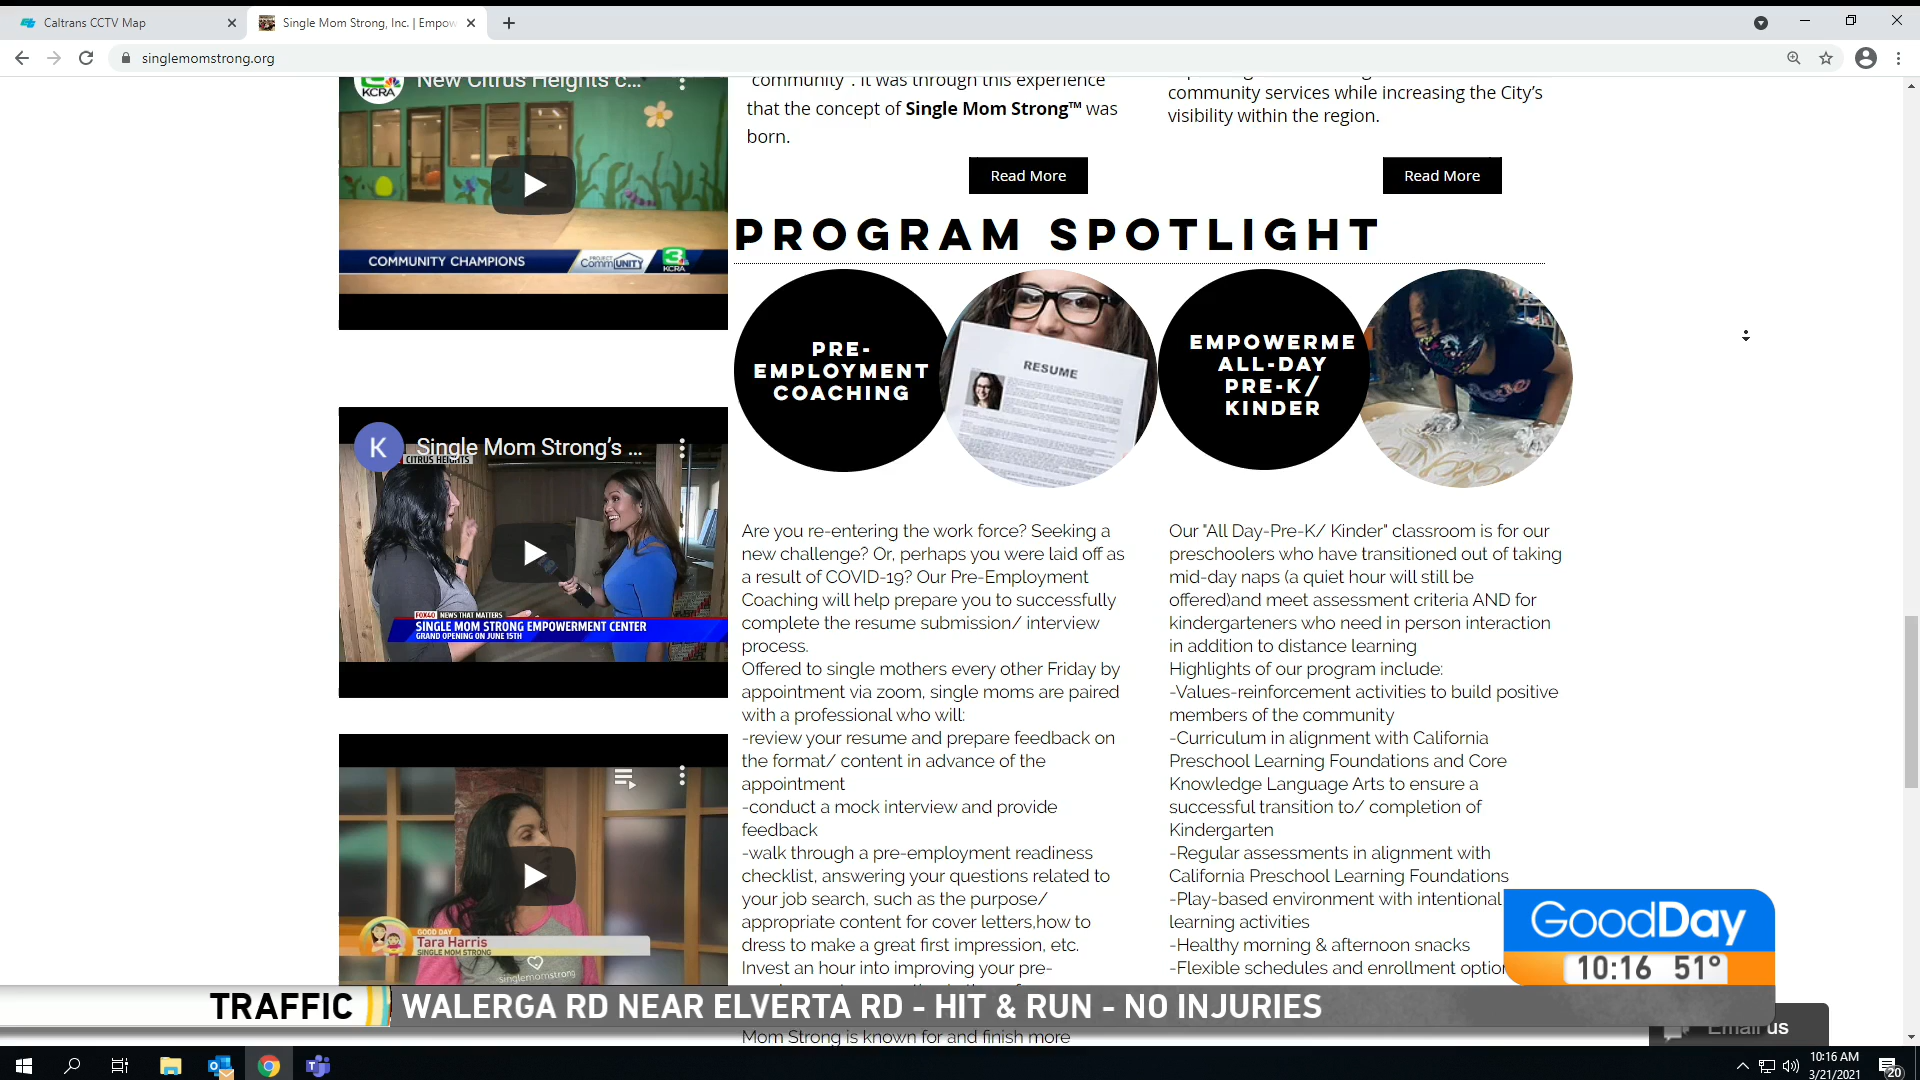 Caltrans CCTV Map
Single Mom Strong, Inc. | Empow
singlemomstrong.org
New Citrus Heights c...
KCRA
COMMUNITY CHAMPIONS
PROJECT
CommUNITY
3
KCRA
community". It was through this experience
that the concept of Single Mom Strong™ was
born.
Read More
community services while increasing the City's
visibility within the region.
Read More
PROGRAM SPOTLIGHT
PRE-
EMPLOYMENT
COACHING
RESUME
EMPOWERME
ALL-DAY
PRE-K/
KINDER
K
Single Mom Strong's ...
CITRUS HEIGHTS
FOX40 NEWS THAT MATTERS
SINGLE MOM STRONG EMPOWERMENT CENTER
GRAND OPENING ON JUNE 15TH
GOOD DAY
Tara Harris
SINGLE MOM STRONG
singlemomstrong
Are you re-entering the work force? Seeking a
new challenge? Or, perhaps you were laid off as
a result of COVID-19? Our Pre-Employment
Coaching will help prepare you to successfully
complete the resume submission/ interview
process.
Offered to single mothers every other Friday by
appointment via zoom, single moms are paired
with a professional who will:
-review your resume and prepare feedback on
the format/ content in advance of the
appointment
-conduct a mock interview and provide
feedback
-walk through a pre-employment readiness
checklist, answering your questions related to
your job search, such as the purpose/
appropriate content for cover letters,how to
dress to make a great first impression, etc.
Invest an hour into improving your pre-
Mom Strong is known for and finish more
Our "All Day-Pre-K/ Kinder" classroom is for our
preschoolers who have transitioned out of taking
mid-day naps (a quiet hour will still be
offered)and meet assessment criteria AND for
kindergarteners who need in person interaction
in addition to distance learning
Highlights of our program include:
-Values-reinforcement activities to build positive
members of the community
-Curriculum in alignment with California
Preschool Learning Foundations and Core
Knowledge Language Arts to ensure a
successful transition to/ completion of
Kindergarten
-Regular assessments in alignment with
California Preschool Learning Foundations
-Play-based environment with intentional
learning activities
-Healthy morning & afternoon snacks
-Flexible schedules and enrollment optio
GoodDay
10:16 51°
TRAFFIC WALERGA RD NEAR ELVERTA RD - HIT & RUN - NO INJURIES
Email us
10:16 AM
3/21/2021
20